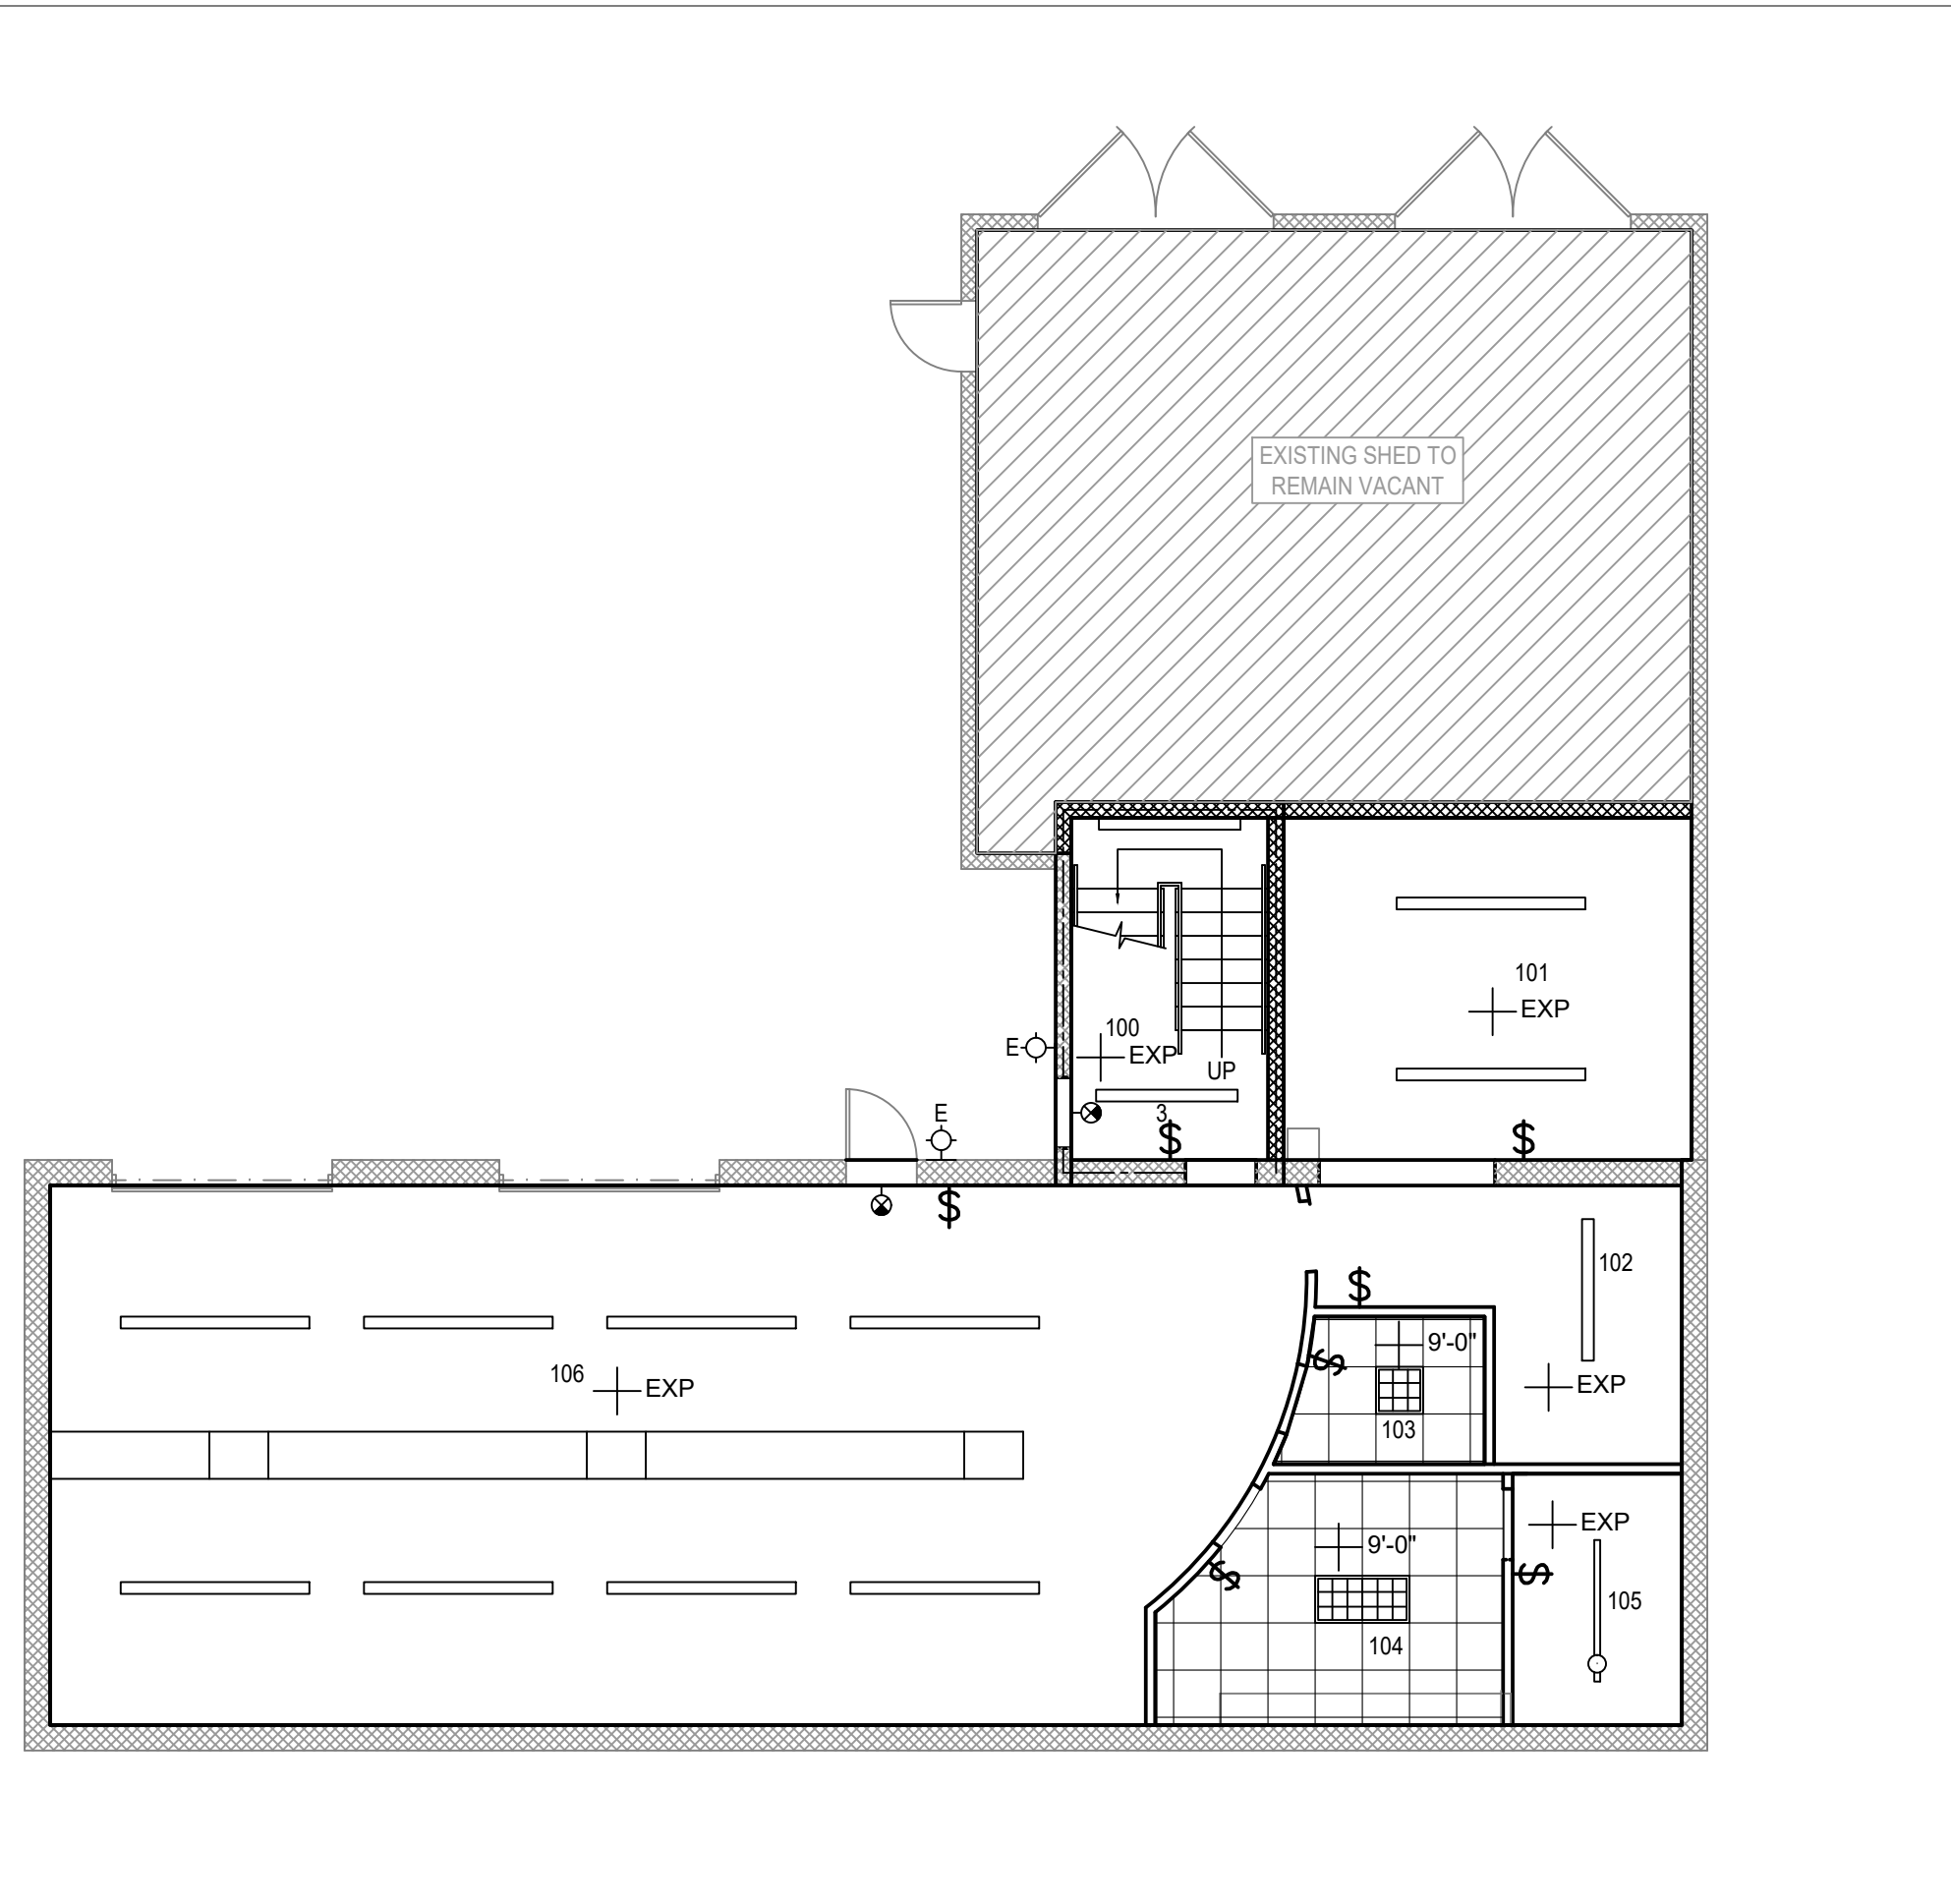 EXISTING SHED TO
REMAIN VACANT
101
EXP
100
EXP
E
UP
3
$
$
E
$
102
$
9'-0"
$
106
EXP
EXP
103
EXP
9'-0"
$
$
105
104